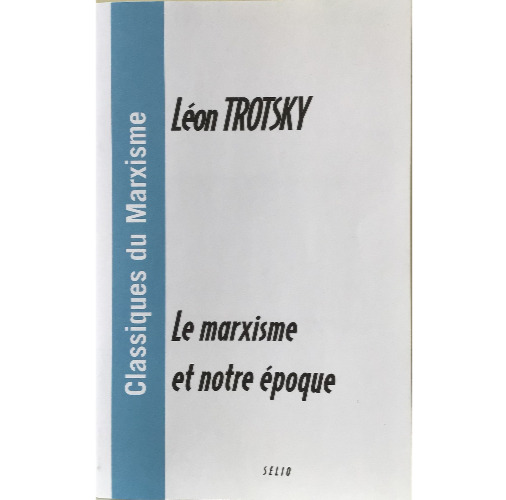 Classiques du Marxisme
Léon TROTSKY
Le marxisme
et notre époque
SELIO